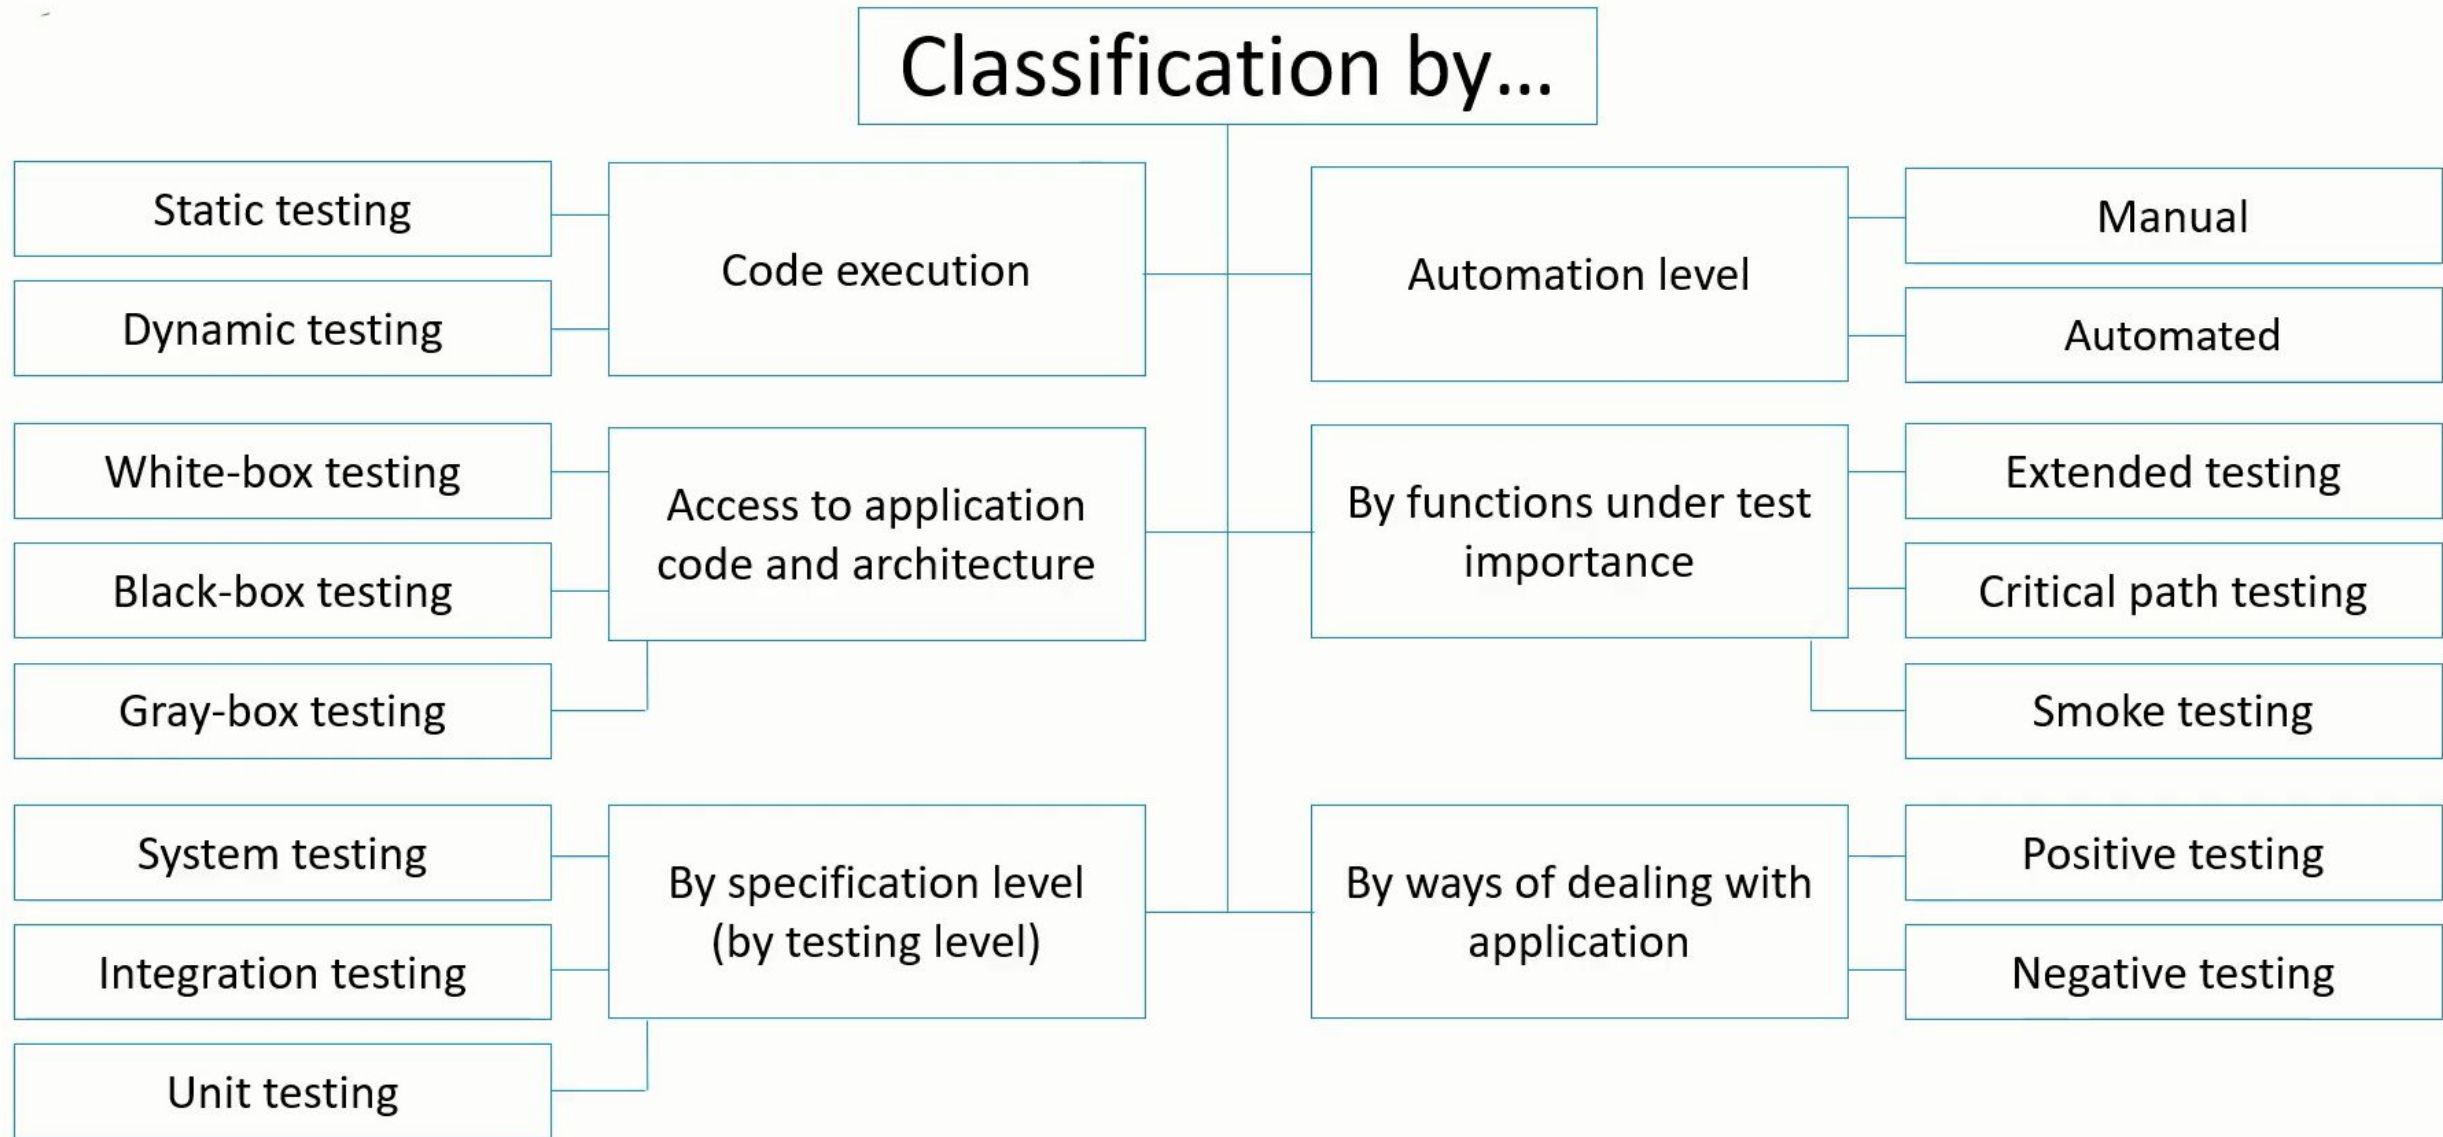 Classification by...
Static testing
Dynamic testing
Code execution
Automation level
Manual
Automated
White-box testing
Black-box testing
Gray-box testing
Access to application
code and architecture
By functions under test
importance
Extended testing
Critical path testing
Smoke testing
System testing
Integration testing
Unit testing
By specification level
(by testing level)
By ways of dealing with
application
Positive testing
Negative testing